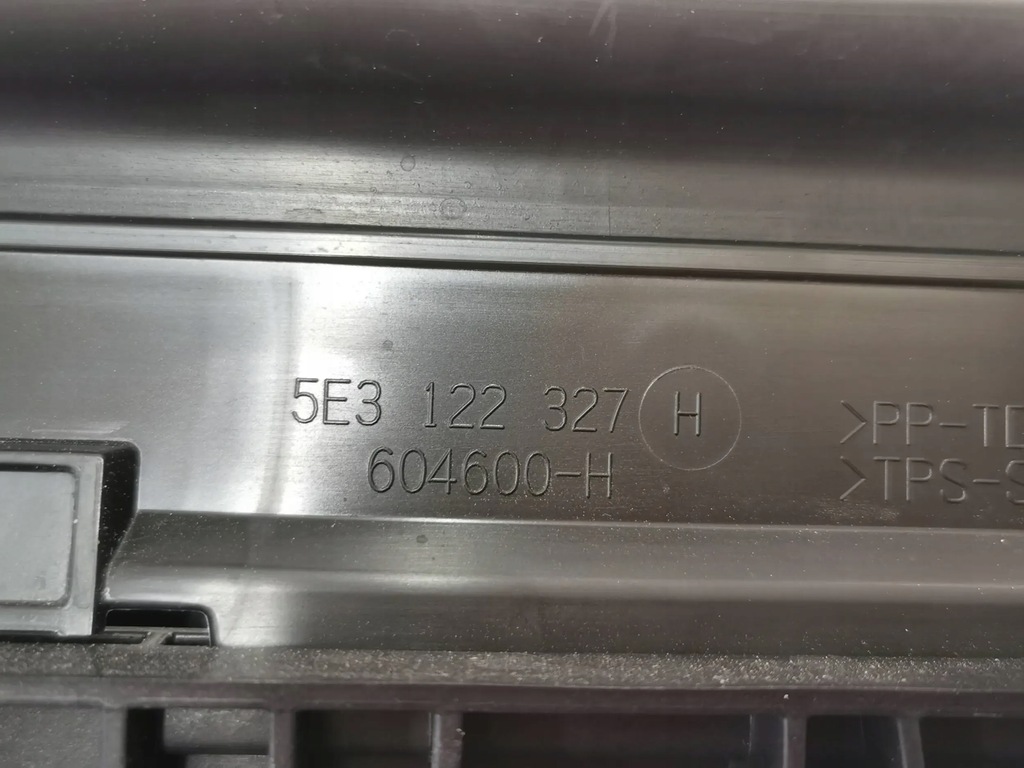 5E3 122 327 H
604600-H
>PP-TD
>TPS-S